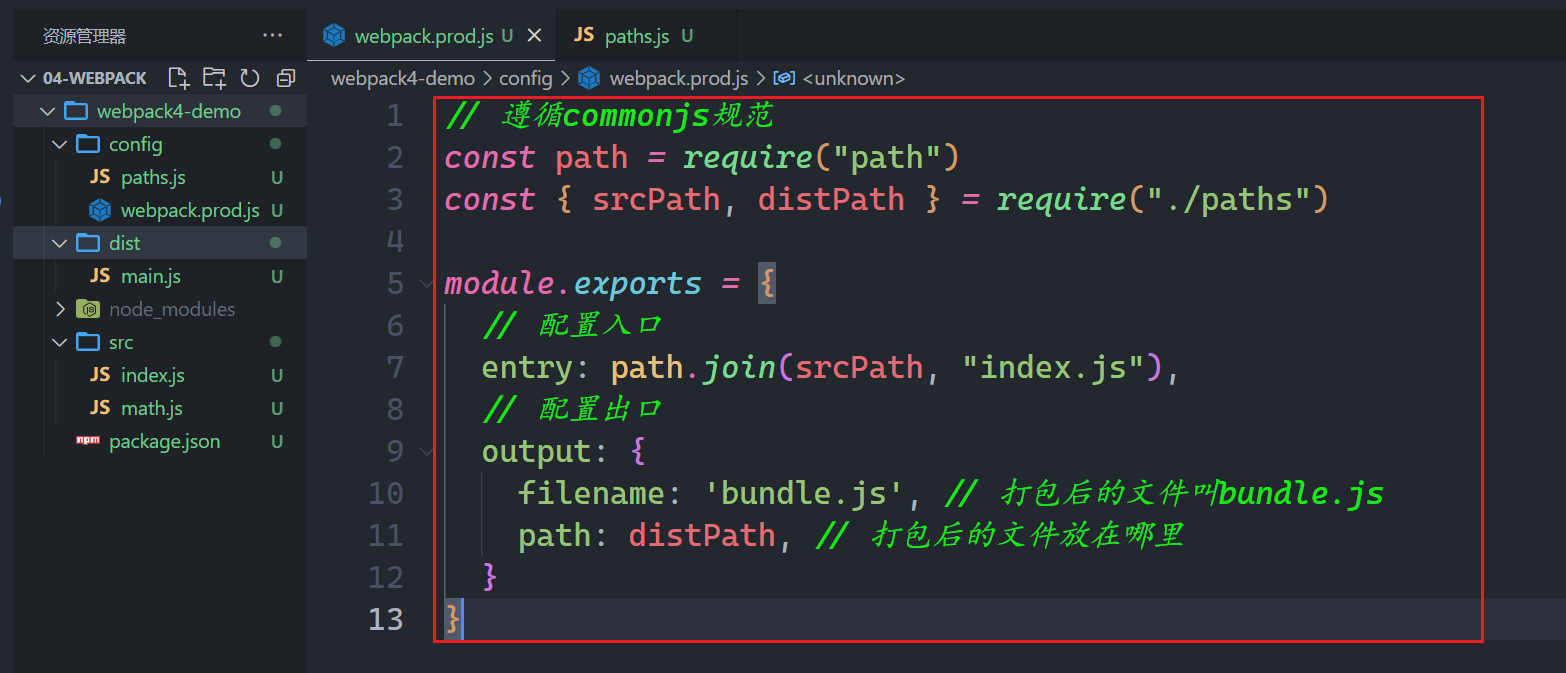 资源管理器 ···
04-WEBPACK
webpack4-demo
config
JS paths.js U
webpack.prod.js U
dist
JS main.js U
node_modules
src
JS index.js U
JS math.js U
npm package.json U
webpack.prod.js U JS paths.js U
webpack4-demo > config > webpack.prod.js > <unknown>
1 // 遵循commonjs规范
2 const path = require("path")
3 const { srcPath, distPath } = require("./paths")
4
5 module.exports = {
6 // 配置入口
7 entry: path.join(srcPath, "index.js"),
8 // 配置出口
9 output: {
10 filename: 'bundle.js', // 打包后的文件叫bundle.js
11 path: distPath, // 打包后的文件放在哪里
12 }
13 }